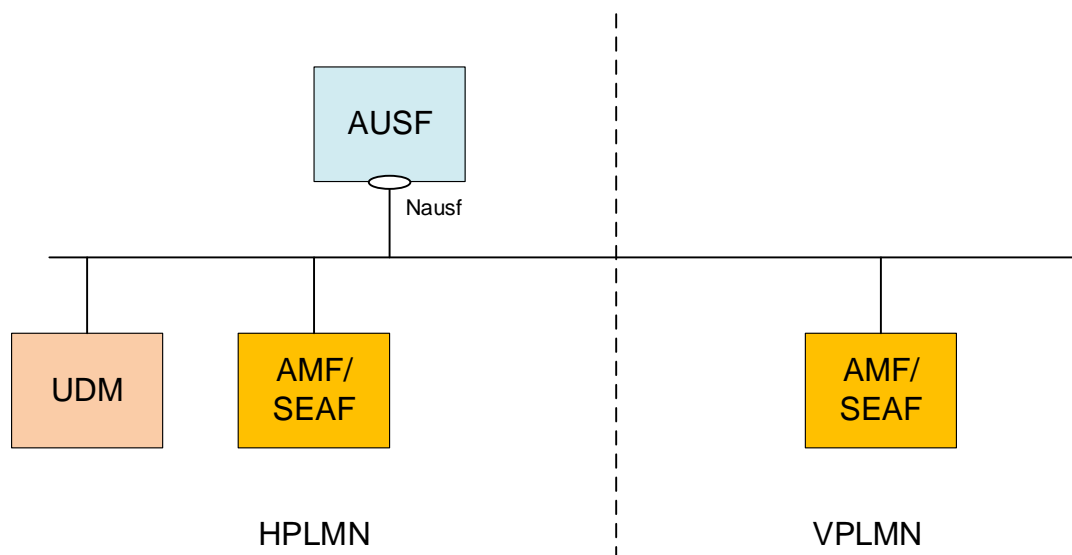 AUSF
Nausf
UDM
AMF/
SEAF
AMF/
SEAF
HPLMN
VPLMN